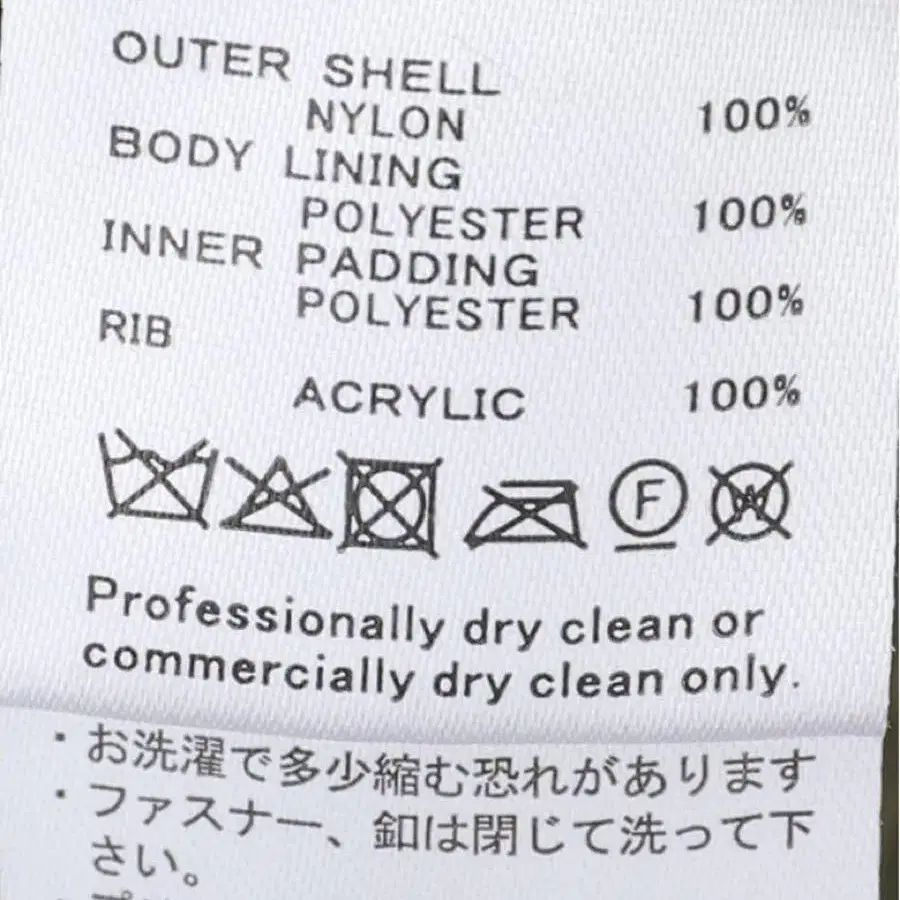 OUTER SHELL
NYLON 100%
BODY LINING
POLYESTER 100%
INNER PADDING
POLYESTER 100%
RIB
ACRYLIC 100%
F W
Professionally dry clean or
commercially dry clean only.
・お洗濯で多少縮む恐れがあります
・ファスナー、釦は閉じて洗って下
さい。